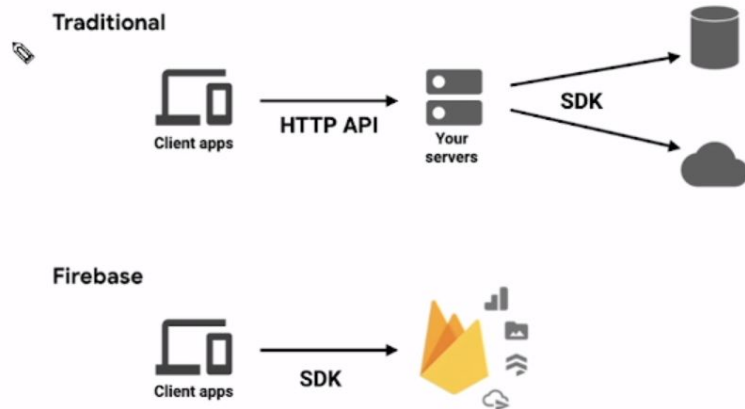 Traditional
Client apps
HTTP API
Your
servers
SDK
Firebase
Client apps
SDK